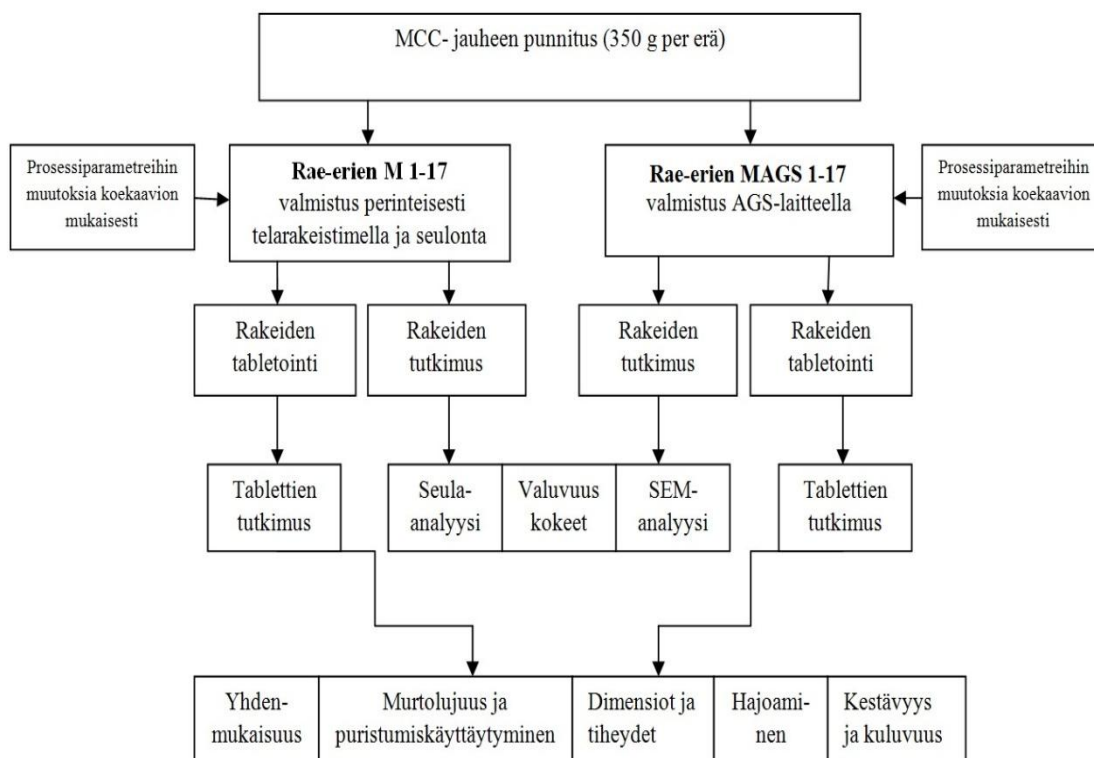 MCC- jauheen punnitus (350 g per erä)
Prosessiparametreihin
muutoksia koekaavion
mukaisesti
Rae-erien M 1-17
valmistus perinteisesti
telarakeistimella ja seulonta
Rae-erien MAGS 1-17
valmistus AGS-laitteella
Prosessiparametreihin
muutoksia koekaavion
mukaisesti
Rakeiden
tabletointi
Rakeiden
tutkimus
Rakeiden
tutkimus
Rakeiden
tabletointi
Tablettien
tutkimus
Seula-
analyysi
Valuvuus
kokeet
SEM-
analyysi
Tablettien
tutkimus
Yhden-
mukaisuus
Murtolujuus ja
puristumiskäyttäytyminen
Dimensiot ja
tiheydet
Hajoami-
nen
Kestävyys
ja kuluvuus